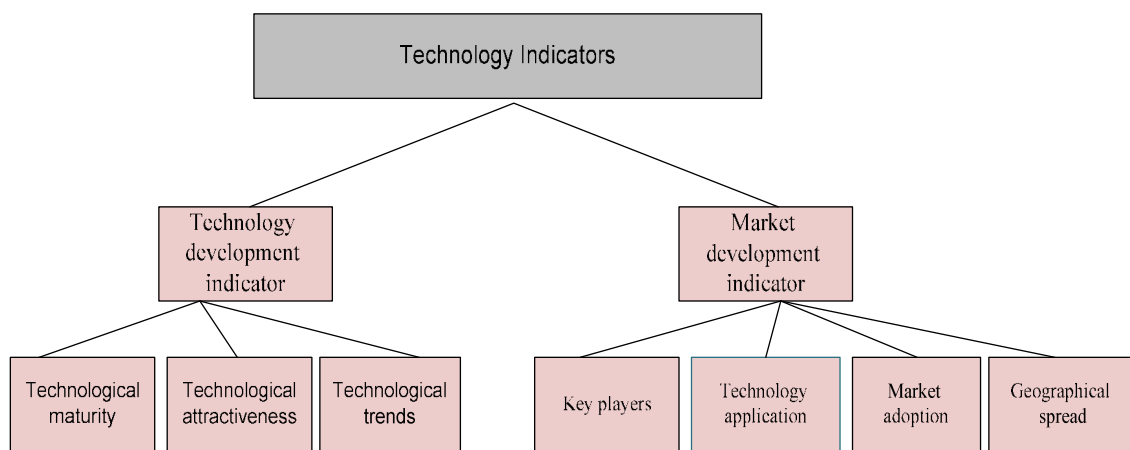 Technology Indicators
Technology
development
indicator
Market
development
indicator
Technological
maturity
Technological
attractiveness
Technological
trends
Key players
Technology
application
Market
adoption
Geographical
spread